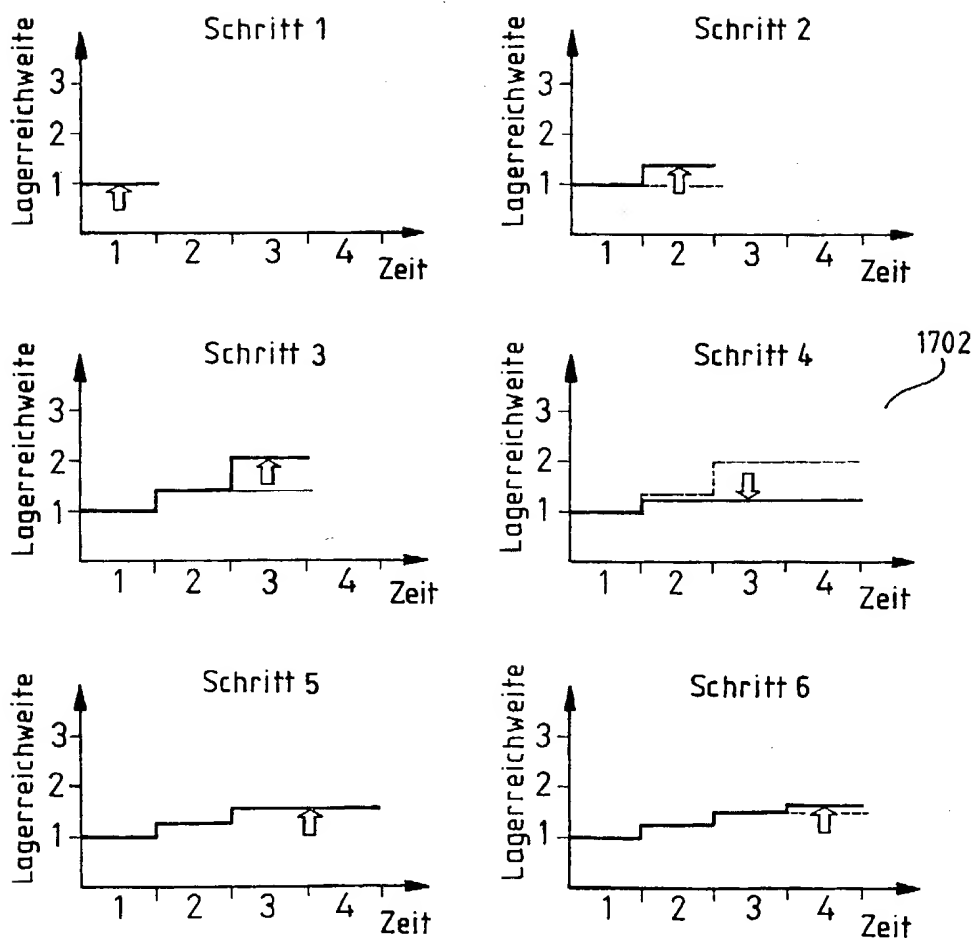 Schritt 1
Lagerreichweite
3
2
1
1 2 3 4
Zeit
Schritt 2
Lagerreichweite
3
2
1
1 2 3 4
Zeit
Schritt 3
Lagerreichweite
3
2
1
1 2 3 4
Zeit
Schritt 4
1702
Lagerreichweite
3
2
1
1 2 3 4
Zeit
Schritt 5
Lagerreichweite
3
2
1
1 2 3 4
Zeit
Schritt 6
Lagerreichweite
3
2
1
1 2 3 4
Zeit